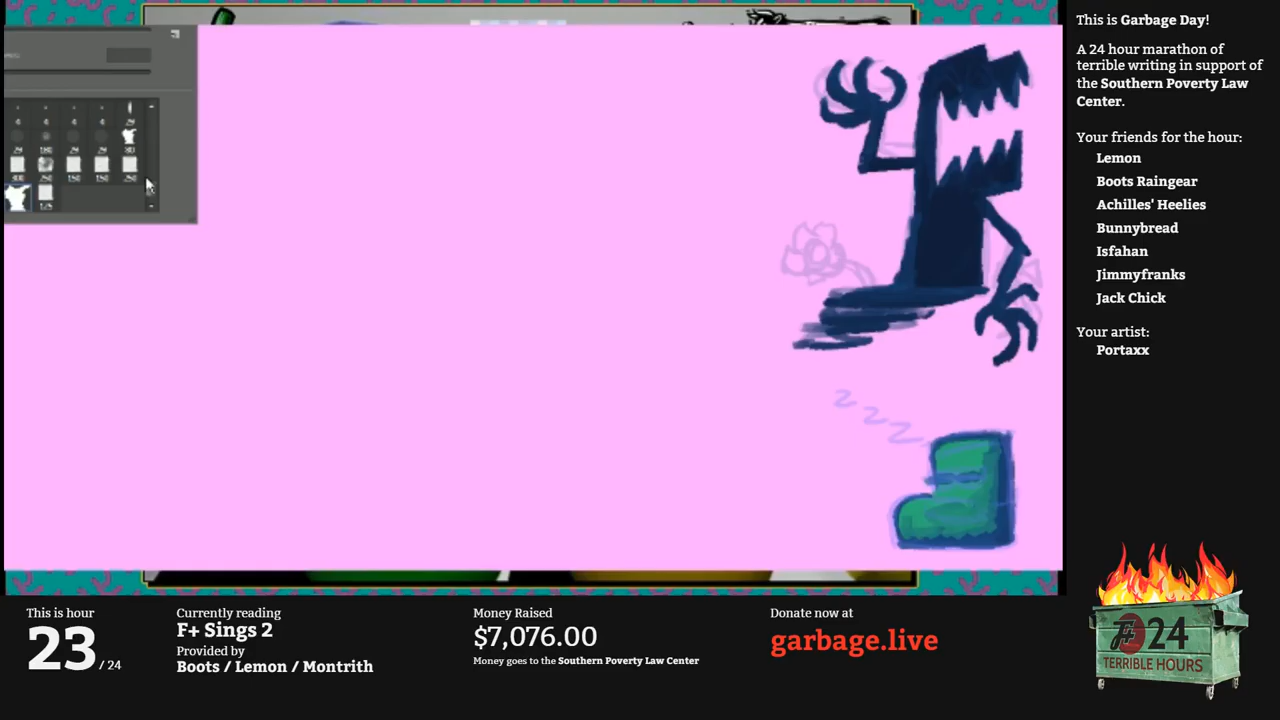 This is Garbage Day!
A 24 hour marathon of
terrible writing in support of
the Southern Poverty Law
Center.
Your friends for the hour:
Lemon
Boots Raingear
Achilles' Heelies
Bunnybread
Isfahan
Jimmyfranks
Jack Chick
Your artist:
Portaxx
z z z
This is hour
23 / 24
Currently reading
F+ Sings 2
Provided by
Boots / Lemon / Montrith
Money Raised
$7,076.00
Money goes to the Southern Poverty Law Center
Donate now at
garbage.live
F+ 24
TERRIBLE HOURS